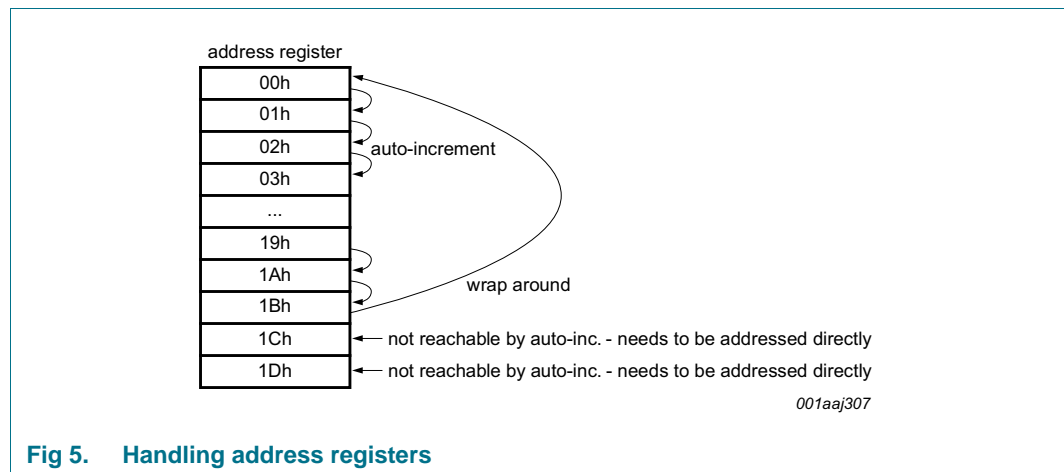 address register
00h
01h
02h
auto-increment
03h
...
19h
1Ah
wrap around
1Bh
1Ch
not reachable by auto-inc. - needs to be addressed directly
1Dh
not reachable by auto-inc. - needs to be addressed directly
001aaj307
Fig 5. Handling address registers